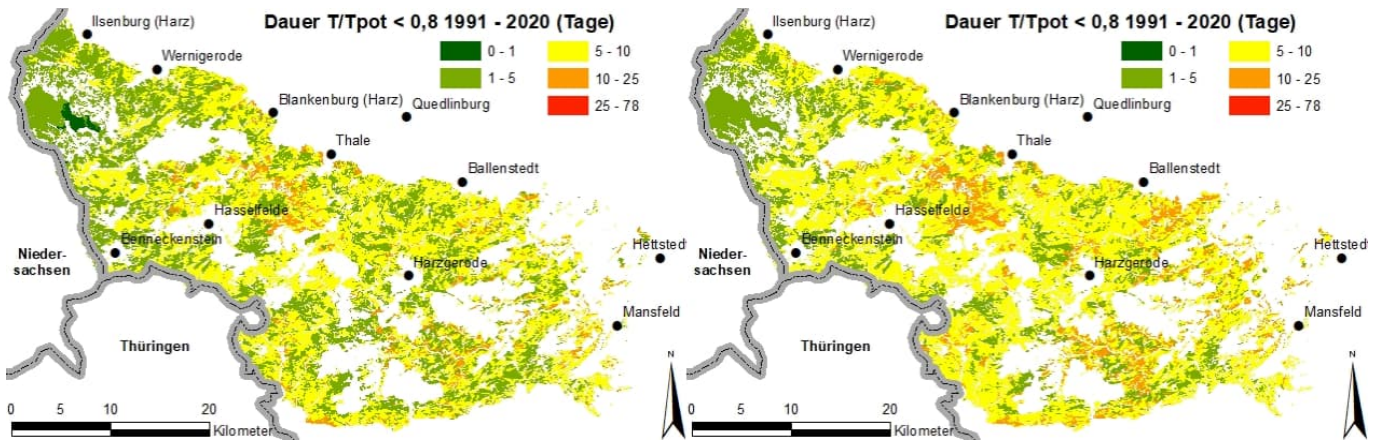 Ilsenburg (Harz)
Dauer T/Tpot < 0,8 1991 - 2020 (Tage)
0 - 1
5 - 10
1 - 5
10 - 25
25 - 78
Wernigerode
Blankenburg (Harz)
Quedlinburg
Thale
Ballenstedt
Hasselfelde
Benneckenstein
Nieder-
sachsen
Hettstedt
Harzgerode
Mansfeld
Thüringen
N
0 5 10 20
Kilometer
Ilsenburg (Harz)
Dauer T/Tpot < 0,8 1991 - 2020 (Tage)
0 - 1
5 - 10
1 - 5
10 - 25
25 - 78
Wernigerode
Blankenburg (Harz)
Quedlinburg
Thale
Ballenstedt
Hasselfelde
Benneckenstein
Nieder-
sachsen
Hettstedt
Harzgerode
Mansfeld
Thüringen
N
0 5 10 20
Kilometer